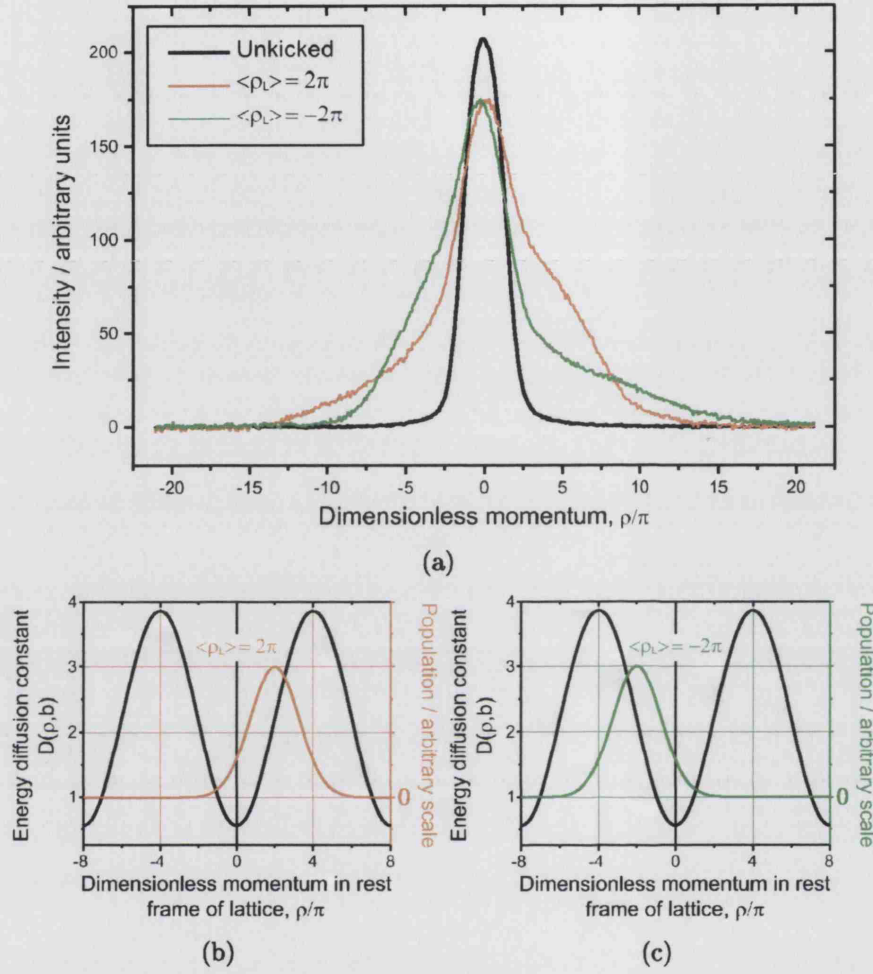 Unkicked
<ρL> = 2π
<ρL> = −2π
Intensity / arbitrary units
200
150
100
50
0
-20
-15
-10
-5
0
5
10
15
20
Dimensionless momentum, ρ/π
(a)
Energy diffusion constant
D(ρ,b)
4
3
2
1
<ρL> = 2π
0
Population / arbitrary scale
-8
-4
0
4
8
Dimensionless momentum in rest
frame of lattice, ρ/π
(b)
Energy diffusion constant
D(ρ,b)
4
3
2
1
<ρL> = −2π
0
Population / arbitrary scale
-8
-4
0
4
8
Dimensionless momentum in rest
frame of lattice, ρ/π
(c)